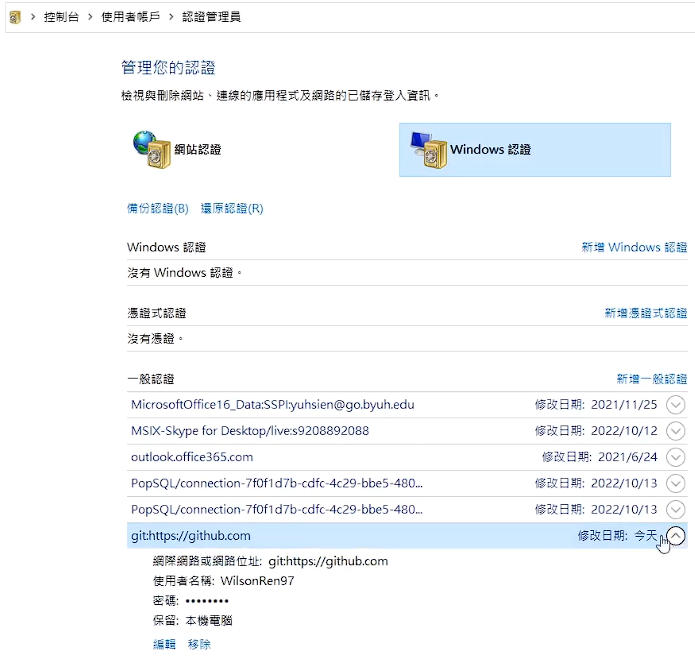 控制台 > 使用者帳戶 > 認證管理員
管理您的認證
檢視與刪除網站、連線的應用程式及網路的已儲存登入資訊。
網站認證 Windows 認證
備份認證(B) 還原認證(R)
Windows 認證 新增 Windows 認證
沒有 Windows 認證。
憑證式認證 新增憑證式認證
沒有憑證。
一般認證 新增一般認證
MicrosoftOffice16_Data:SSPI:yuhsien@go.byuh.edu 修改日期: 2021/11/25
MSIX-Skype for Desktop/live:s9208892088 修改日期: 2022/10/12
outlook.office365.com 修改日期: 2021/6/24
PopSQL/connection-7f0f1d7b-cdfc-4c29-bbe5-480... 修改日期: 2022/10/13
PopSQL/connection-7f0f1d7b-cdfc-4c29-bbe5-480... 修改日期: 2022/10/13
git:https://github.com 修改日期: 今天
網際網路或網路位址: git:https://github.com
使用者名稱: WilsonRen97
密碼: ••••••••
保留: 本機電腦
編輯 移除